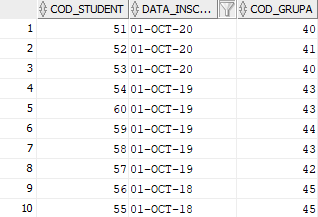 COD_STUDENT DATA_INSC... COD_GRUPA
1 51 01-OCT-20 40
2 52 01-OCT-20 41
3 53 01-OCT-20 40
4 54 01-OCT-19 43
5 60 01-OCT-19 43
6 59 01-OCT-19 44
7 58 01-OCT-19 43
8 57 01-OCT-19 42
9 56 01-OCT-18 45
10 55 01-OCT-18 45